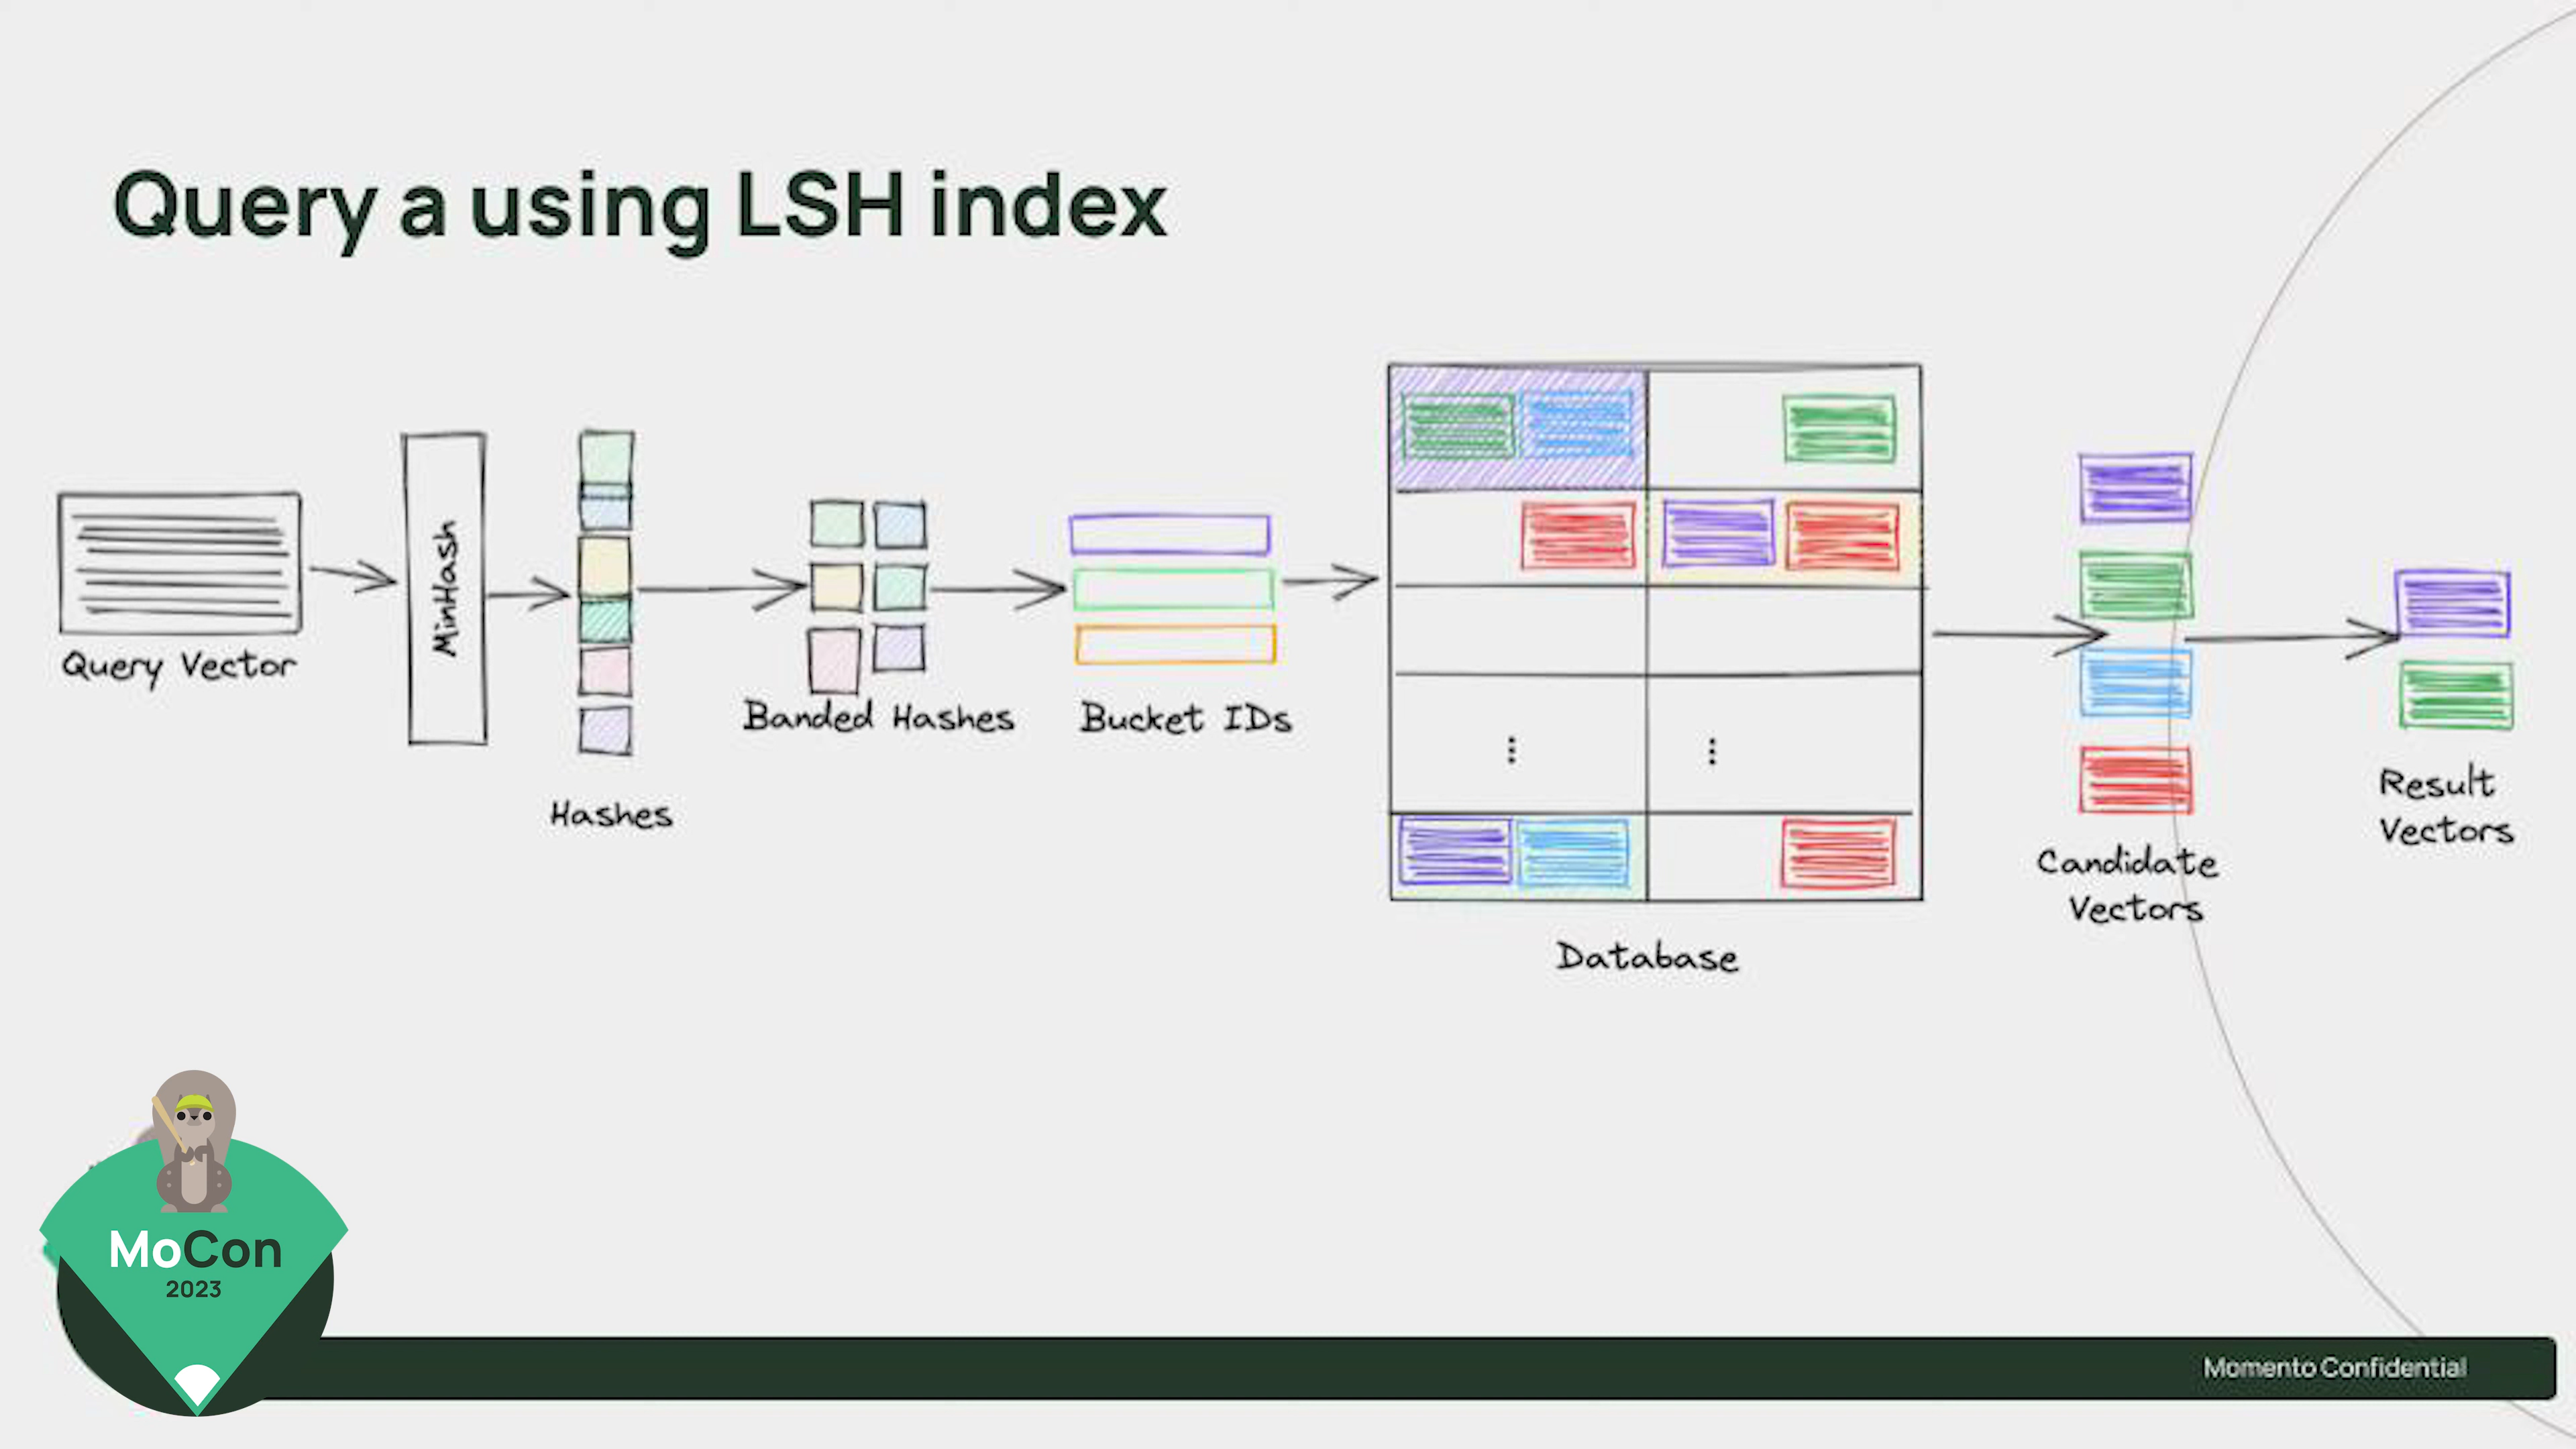 Query a using LSH index
Query Vector
MinHash
Hashes
Banded Hashes
Bucket IDs
Database
Candidate
Vectors
Result
Vectors
MoCon
2023
Momento Confidential